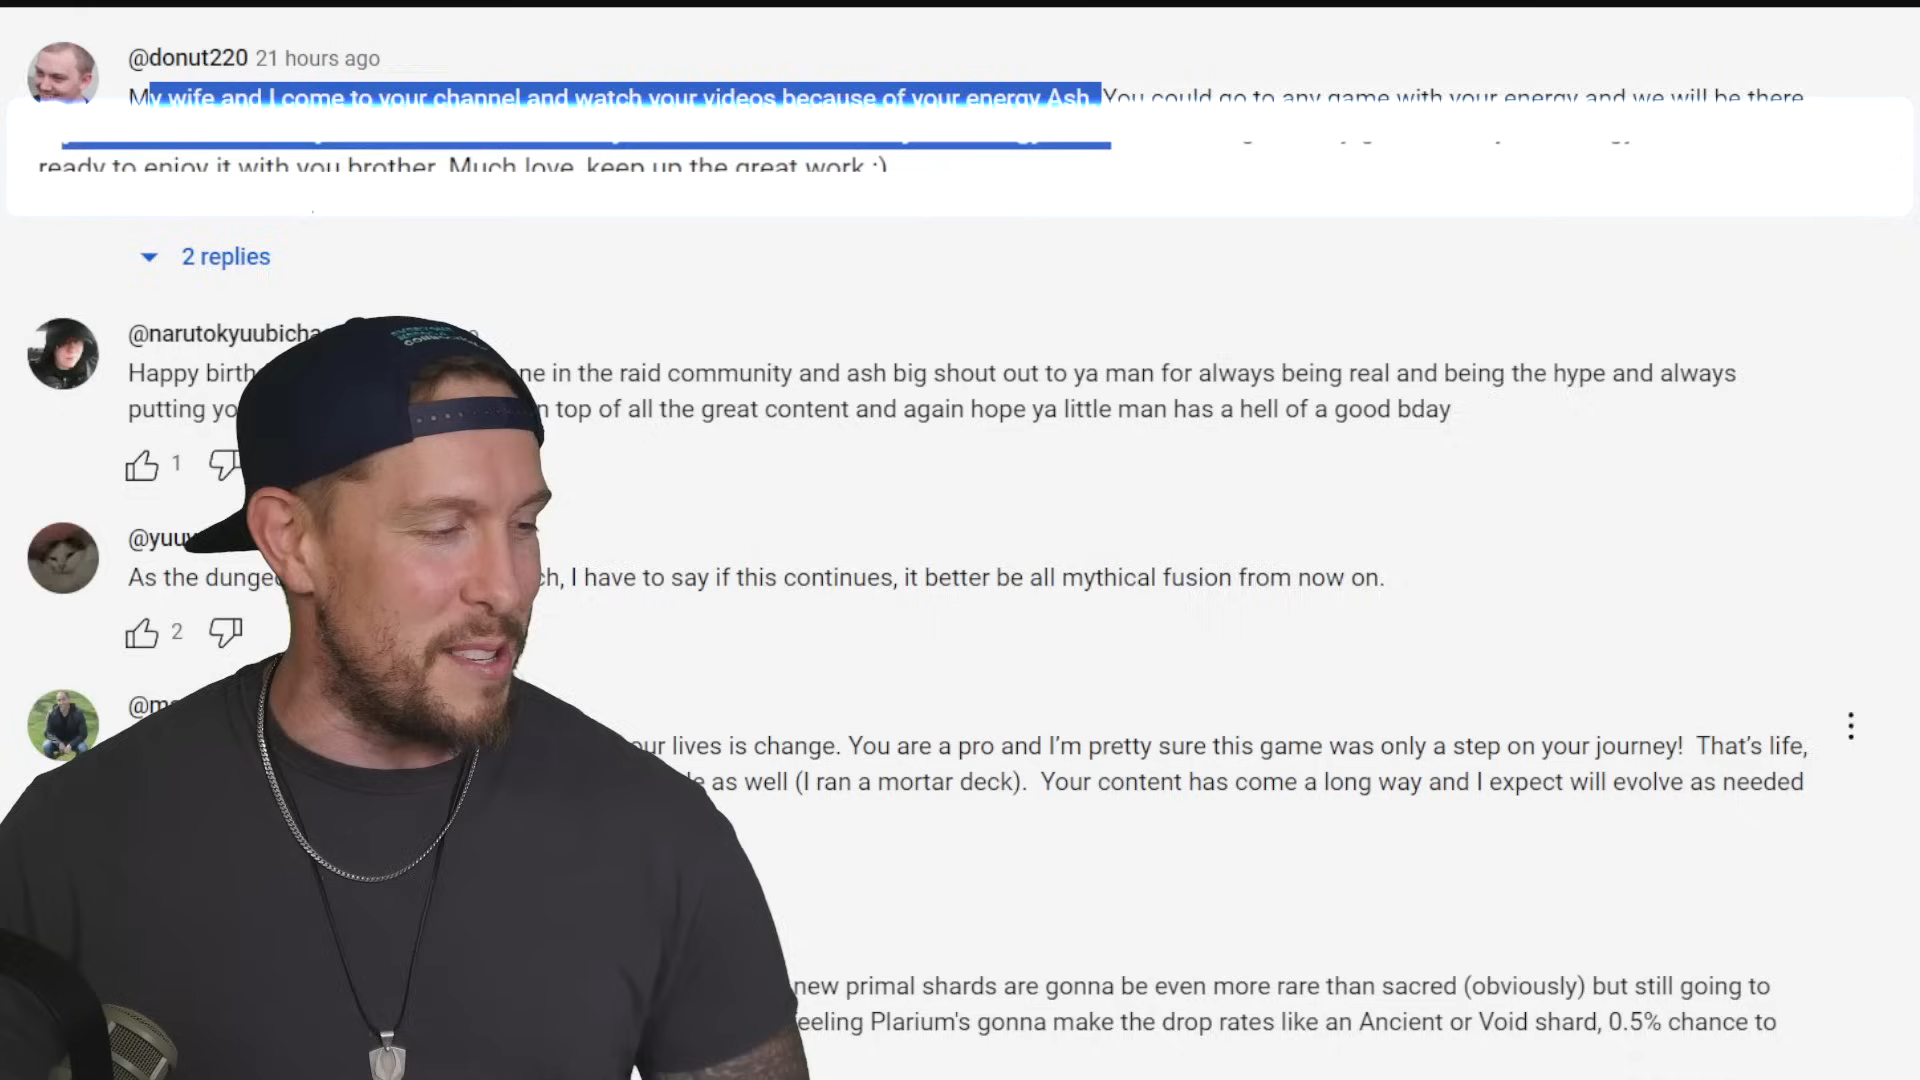 @donut220 21 hours ago
My wife and I come to your channel and watch your videos because of your energy Ash You could go to any game with your energy and we will be there
ready to enjoy it with you brother. Much love, keep up the great work :)
2 replies
@narutokyuubicha
Happy birth ne in the raid community and ash big shout out to ya man for always being real and being the hype and always
putting yo n top of all the great content and again hope ya little man has a hell of a good bday
1
@yuuy
As the dunge ch, I have to say if this continues, it better be all mythical fusion from now on.
2
@m
our lives is change. You are a pro and I’m pretty sure this game was only a step on your journey! That’s life,
as well (I ran a mortar deck). Your content has come a long way and I expect will evolve as needed
new primal shards are gonna be even more rare than sacred (obviously) but still going to
eeling Plarium's gonna make the drop rates like an Ancient or Void shard, 0.5% chance to